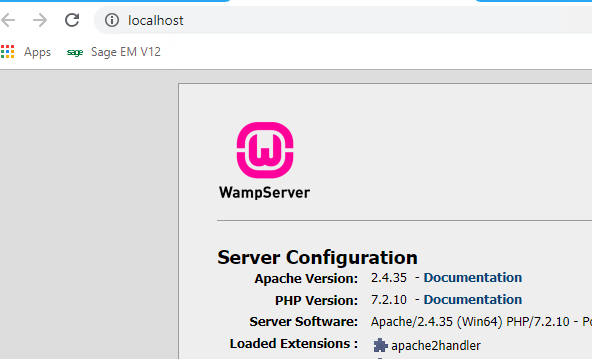 localhost
Apps sage Sage EM V12
W
WampServer
Server Configuration
Apache Version: 2.4.35 - Documentation
PHP Version: 7.2.10 - Documentation
Server Software: Apache/2.4.35 (Win64) PHP/7.2.10 - Po
Loaded Extensions : apache2handler